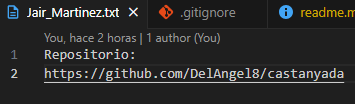 Jair_Martinez.txt
.gitignore
readme.m
You, hace 2 horas | 1 author (You)
1 Repositorio:
2 https://github.com/DelAngel8/castanyada